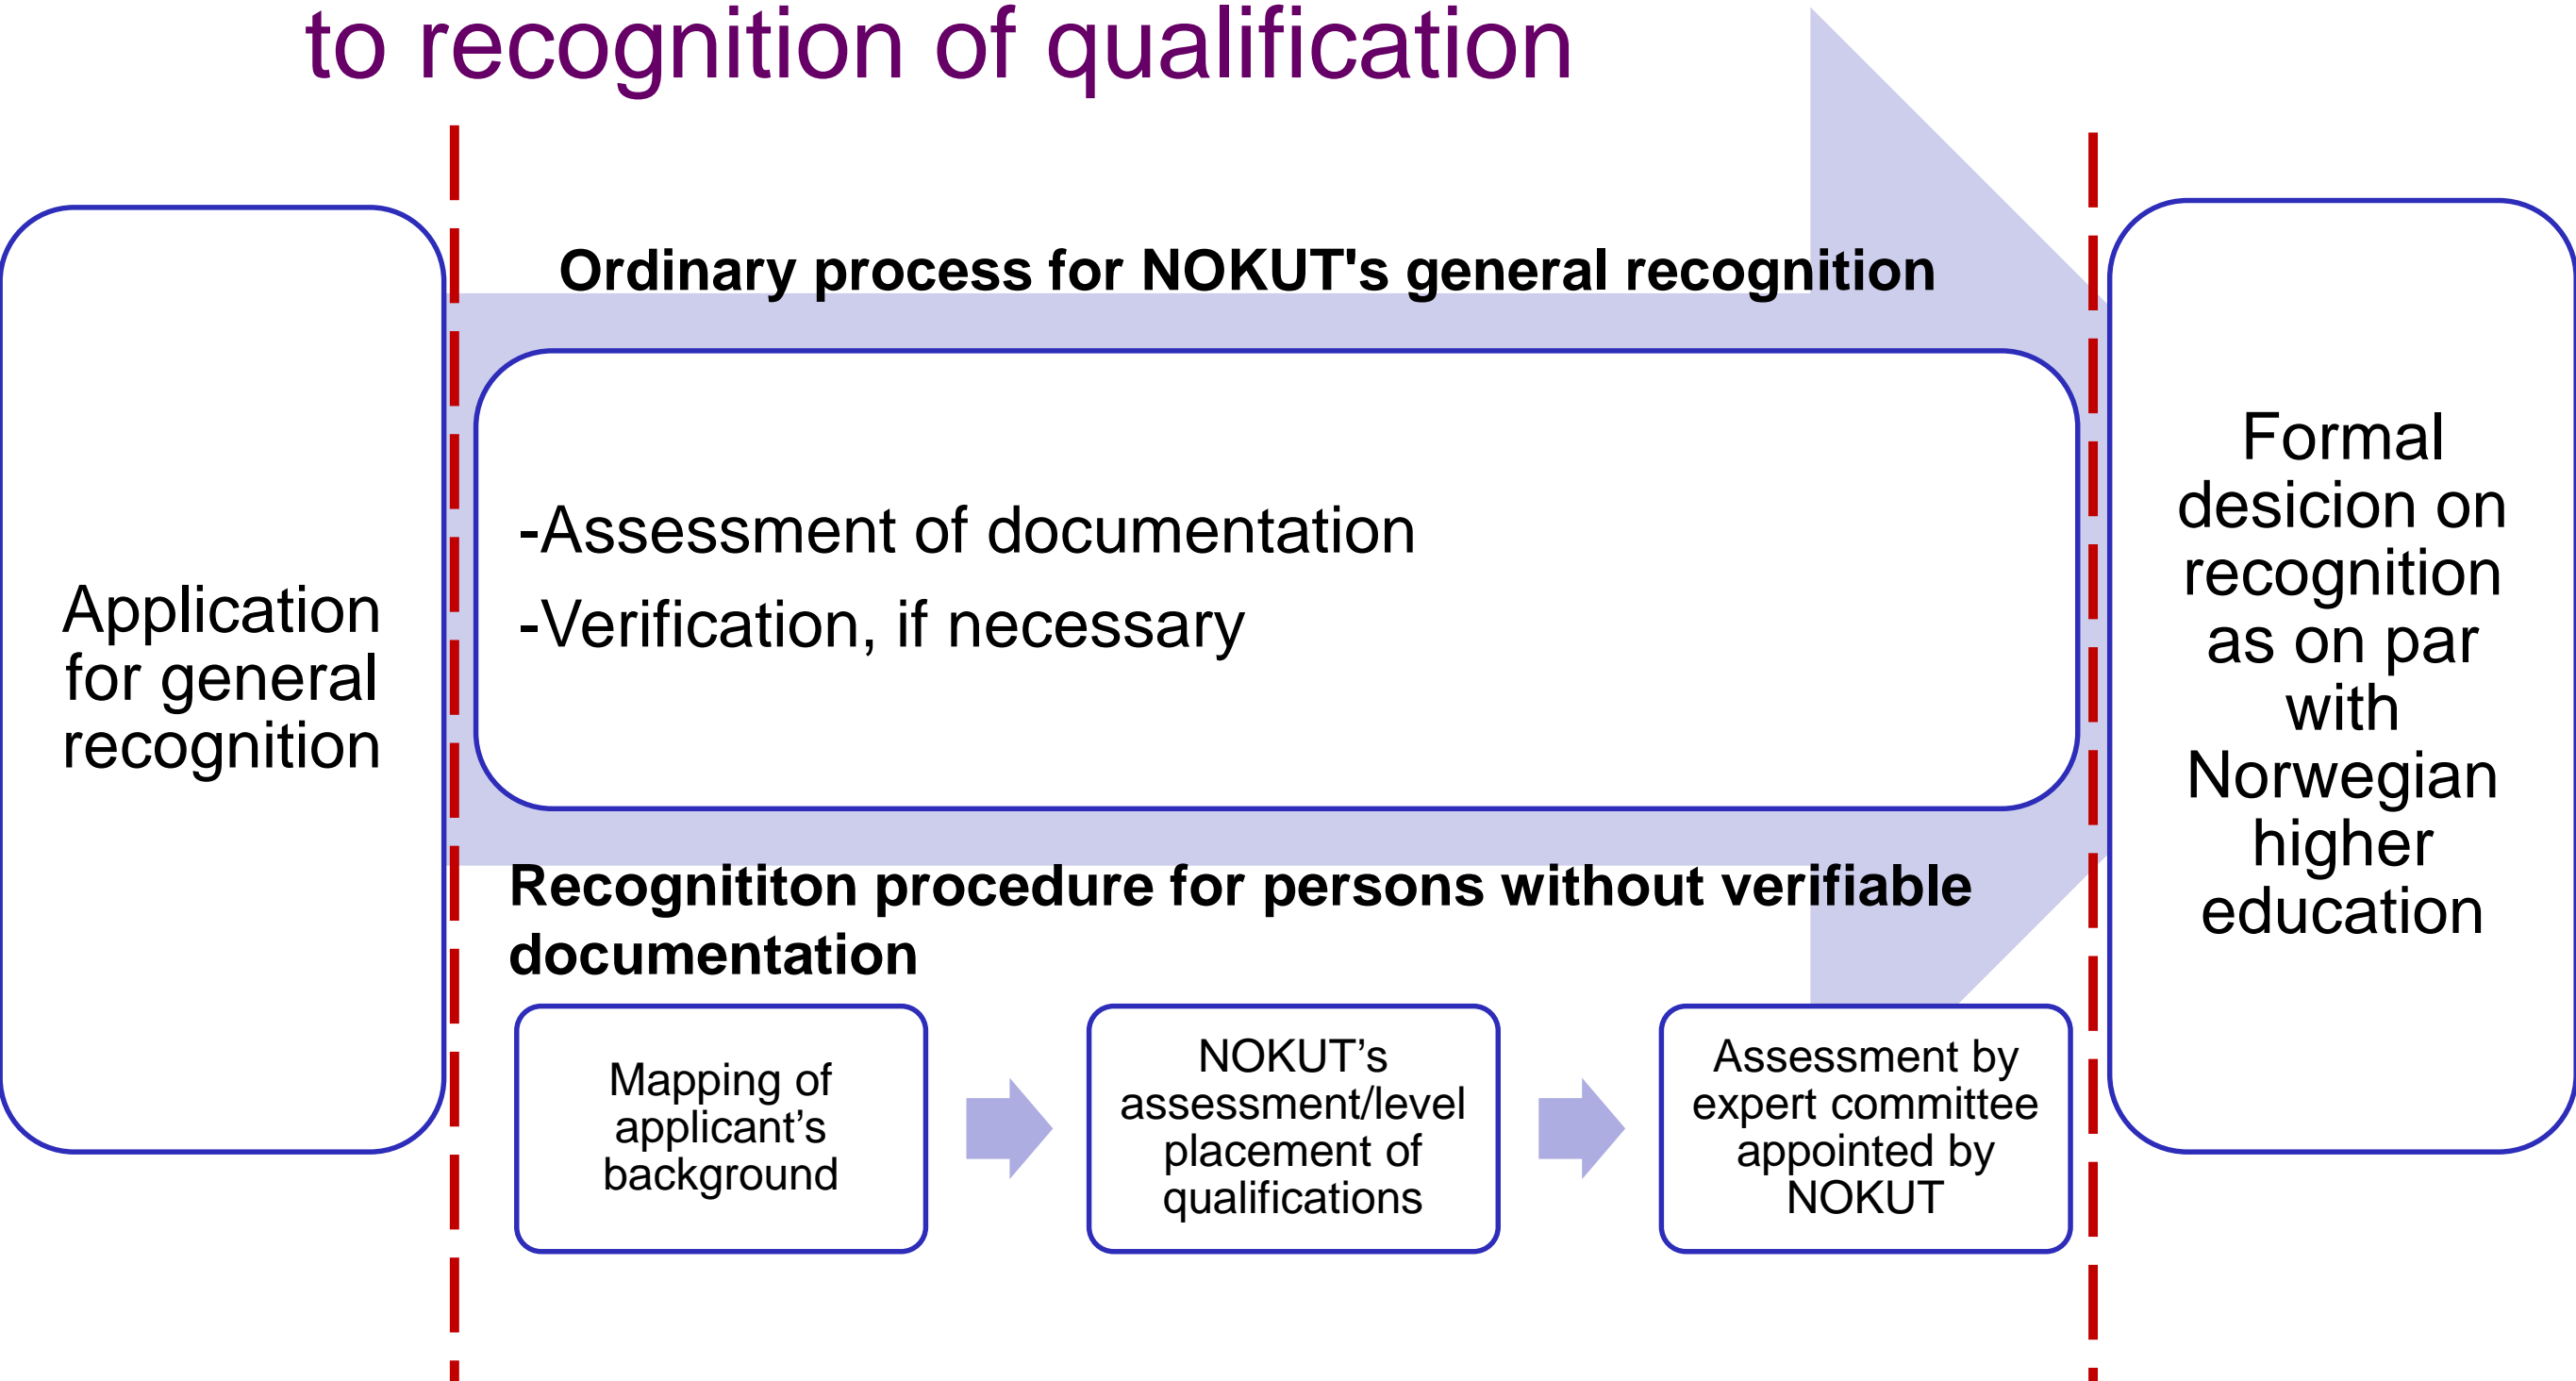 to recognition of qualification
Application
for general
recognition
Ordinary process for NOKUT's general recognition
-Assessment of documentation
-Verification, if necessary
Recognititon procedure for persons without verifiable
documentation
Mapping of
applicant’s
background
NOKUT’s
assessment/level
placement of
qualifications
Assessment by
expert committee
appointed by
NOKUT
Formal
desicion on
recognition
as on par
with
Norwegian
higher
education